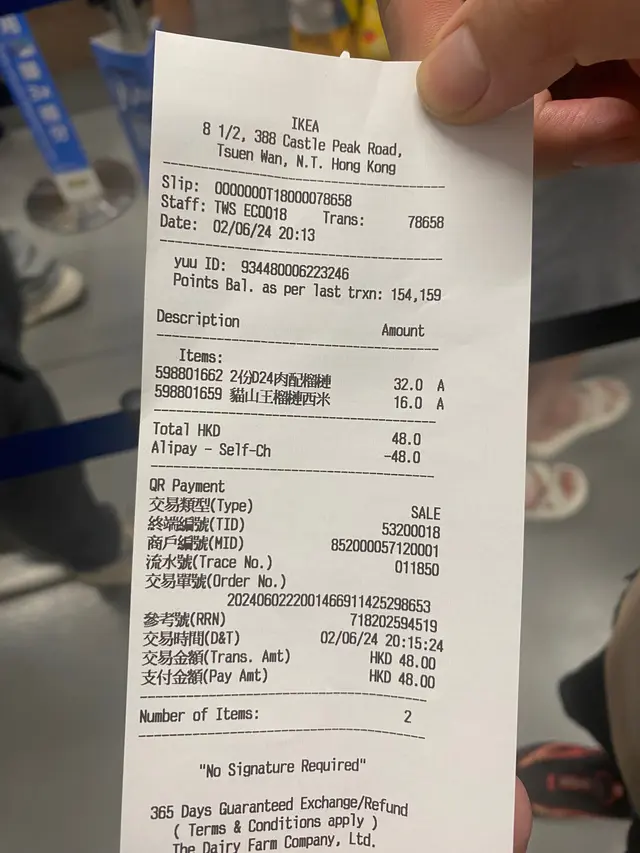 IKEA
8 1/2, 388 Castle Peak Road,
Tsuen Wan, N.T. Hong Kong
Slip: 0000000T18000078658
Staff: TWS EC0018 Trans: 78658
Date: 02/06/24 20:13
yuu ID: 934480006223246
Points Bal. as per last trxn: 154,159
Description Amount
Items:
598801662 2份D24肉配榴槤 32.0 A
598801659 貓山王榴槤西米 16.0 A
Total HKD 48.0
Alipay - Self-Ch -48.0
QR Payment
交易類型(Type) SALE
終端編號(TID) 53200018
商戶編號(MID) 852000057120001
流水號(Trace No.) 011850
交易單號(Order No.)
2024060222001466911425298653
參考號(RRN) 718202594519
交易時間(D&T) 02/06/24 20:15:24
交易金額(Trans. Amt) HKD 48.00
支付金額(Pay Amt) HKD 48.00
Number of Items: 2
"No Signature Required"
365 Days Guaranteed Exchange/Refund
( Terms & Conditions apply )
The Dairy Farm Company, Ltd.